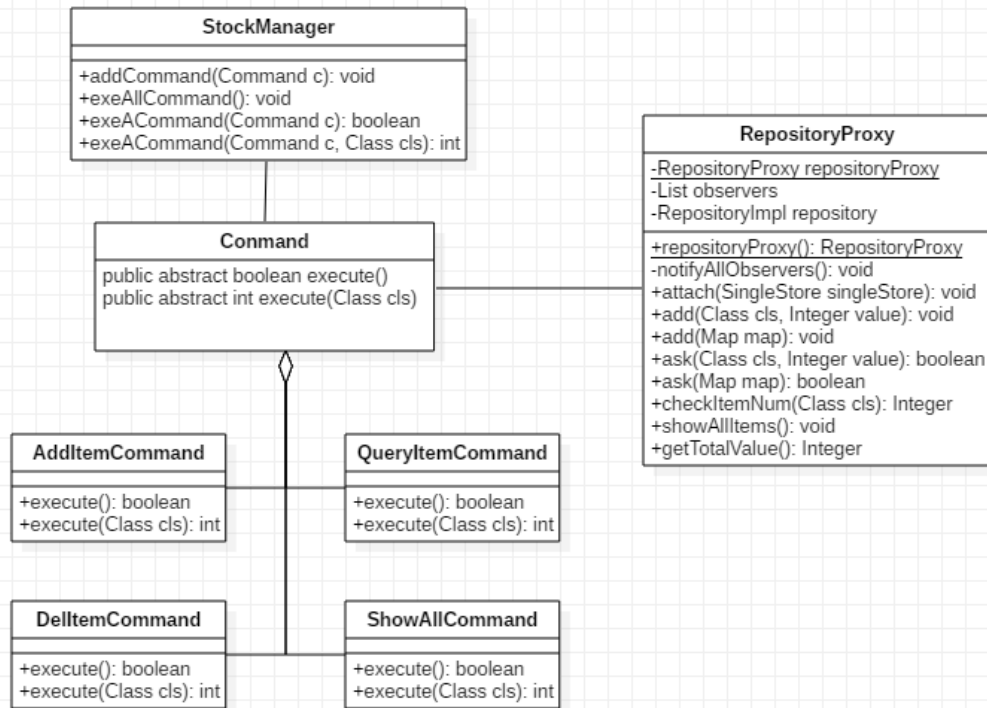 StockManager
+addCommand(Command c): void
+exeAllCommand(): void
+exeACommand(Command c): boolean
+exeACommand(Command c, Class cls): int
Conmand
public abstract boolean execute()
public abstract int execute(Class cls)
RepositoryProxy
-RepositoryProxy repositoryProxy
-List observers
-RepositoryImpl repository
+repositoryProxy(): RepositoryProxy
-notifyAllObservers(): void
+attach(SingleStore singleStore): void
+add(Class cls, Integer value): void
+add(Map map): void
+ask(Class cls, Integer value): boolean
+ask(Map map): boolean
+checkItemNum(Class cls): Integer
+showAllItems(): void
+getTotalValue(): Integer
AddItemCommand
+execute(): boolean
+execute(Class cls): int
QueryItemCommand
+execute(): boolean
+execute(Class cls): int
DelItemCommand
+execute(): boolean
+execute(Class cls): int
ShowAllCommand
+execute(): boolean
+execute(Class cls): int